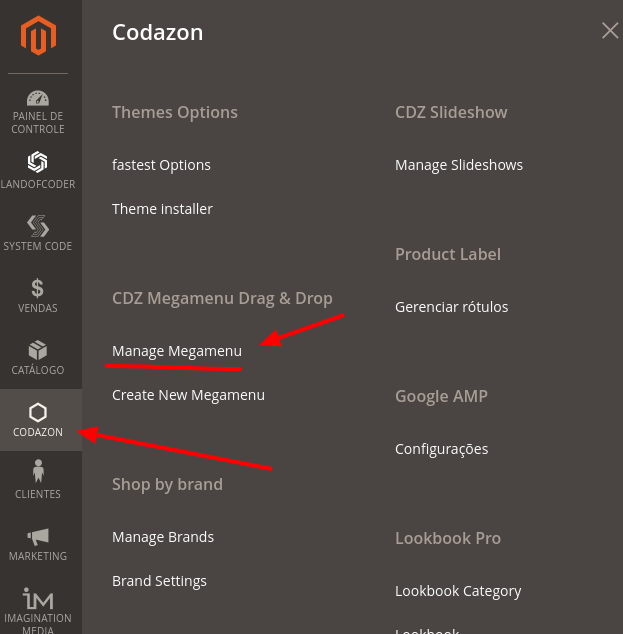 Codazon
PAINEL DE
CONTROLE
LANDOFCODER
SYSTEM CODE
VENDAS
CATÁLOGO
CODAZON
CLIENTES
MARKETING
IMAGINATION
MEDIA
Themes Options
fastest Options
Theme installer
CDZ Megamenu Drag & Drop
Manage Megamenu
Create New Megamenu
Shop by brand
Manage Brands
Brand Settings
CDZ Slideshow
Manage Slideshows
Product Label
Gerenciar rótulos
Google AMP
Configurações
Lookbook Pro
Lookbook Category
Lookbook